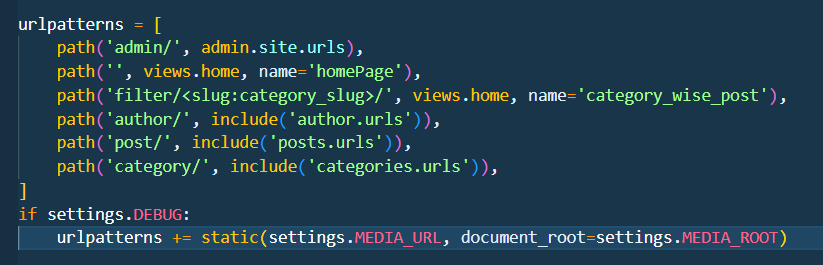 urlpatterns = [
    path('admin/', admin.site.urls),
    path('', views.home, name='homePage'),
    path('filter/<slug:category_slug>/', views.home, name='category_wise_post'),
    path('author/', include('author.urls')),
    path('post/', include('posts.urls')),
    path('category/', include('categories.urls')),
]
if settings.DEBUG:
    urlpatterns += static(settings.MEDIA_URL, document_root=settings.MEDIA_ROOT)